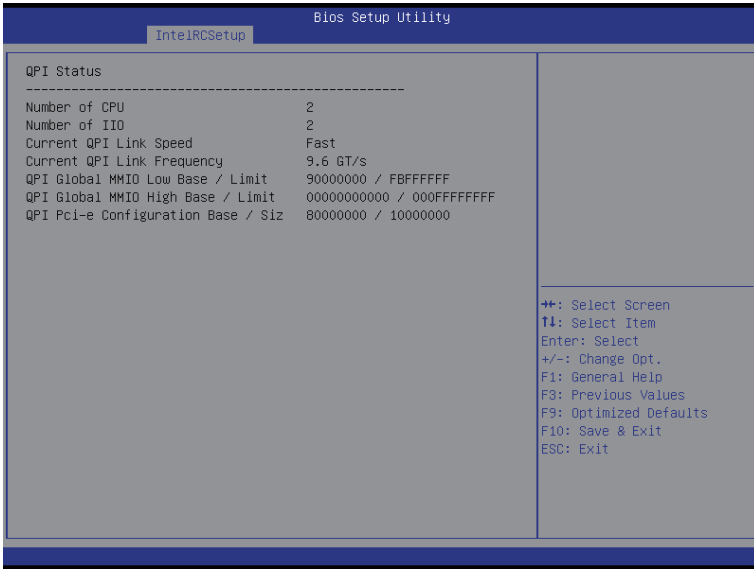 Bios Setup Utility
IntelRCSetup
QPI Status
--------------------------------------------------
Number of CPU 2
Number of IIO 2
Current QPI Link Speed Fast
Current QPI Link Frequency 9.6 GT/s
QPI Global MMIO Low Base / Limit 90000000 / FBFFFFFF
QPI Global MMIO High Base / Limit 00000000000 / 000FFFFFFFF
QPI Pci-e Configuration Base / Siz 80000000 / 10000000
→←: Select Screen
↑↓: Select Item
Enter: Select
+/-: Change Opt.
F1: General Help
F3: Previous Values
F9: Optimized Defaults
F10: Save & Exit
ESC: Exit